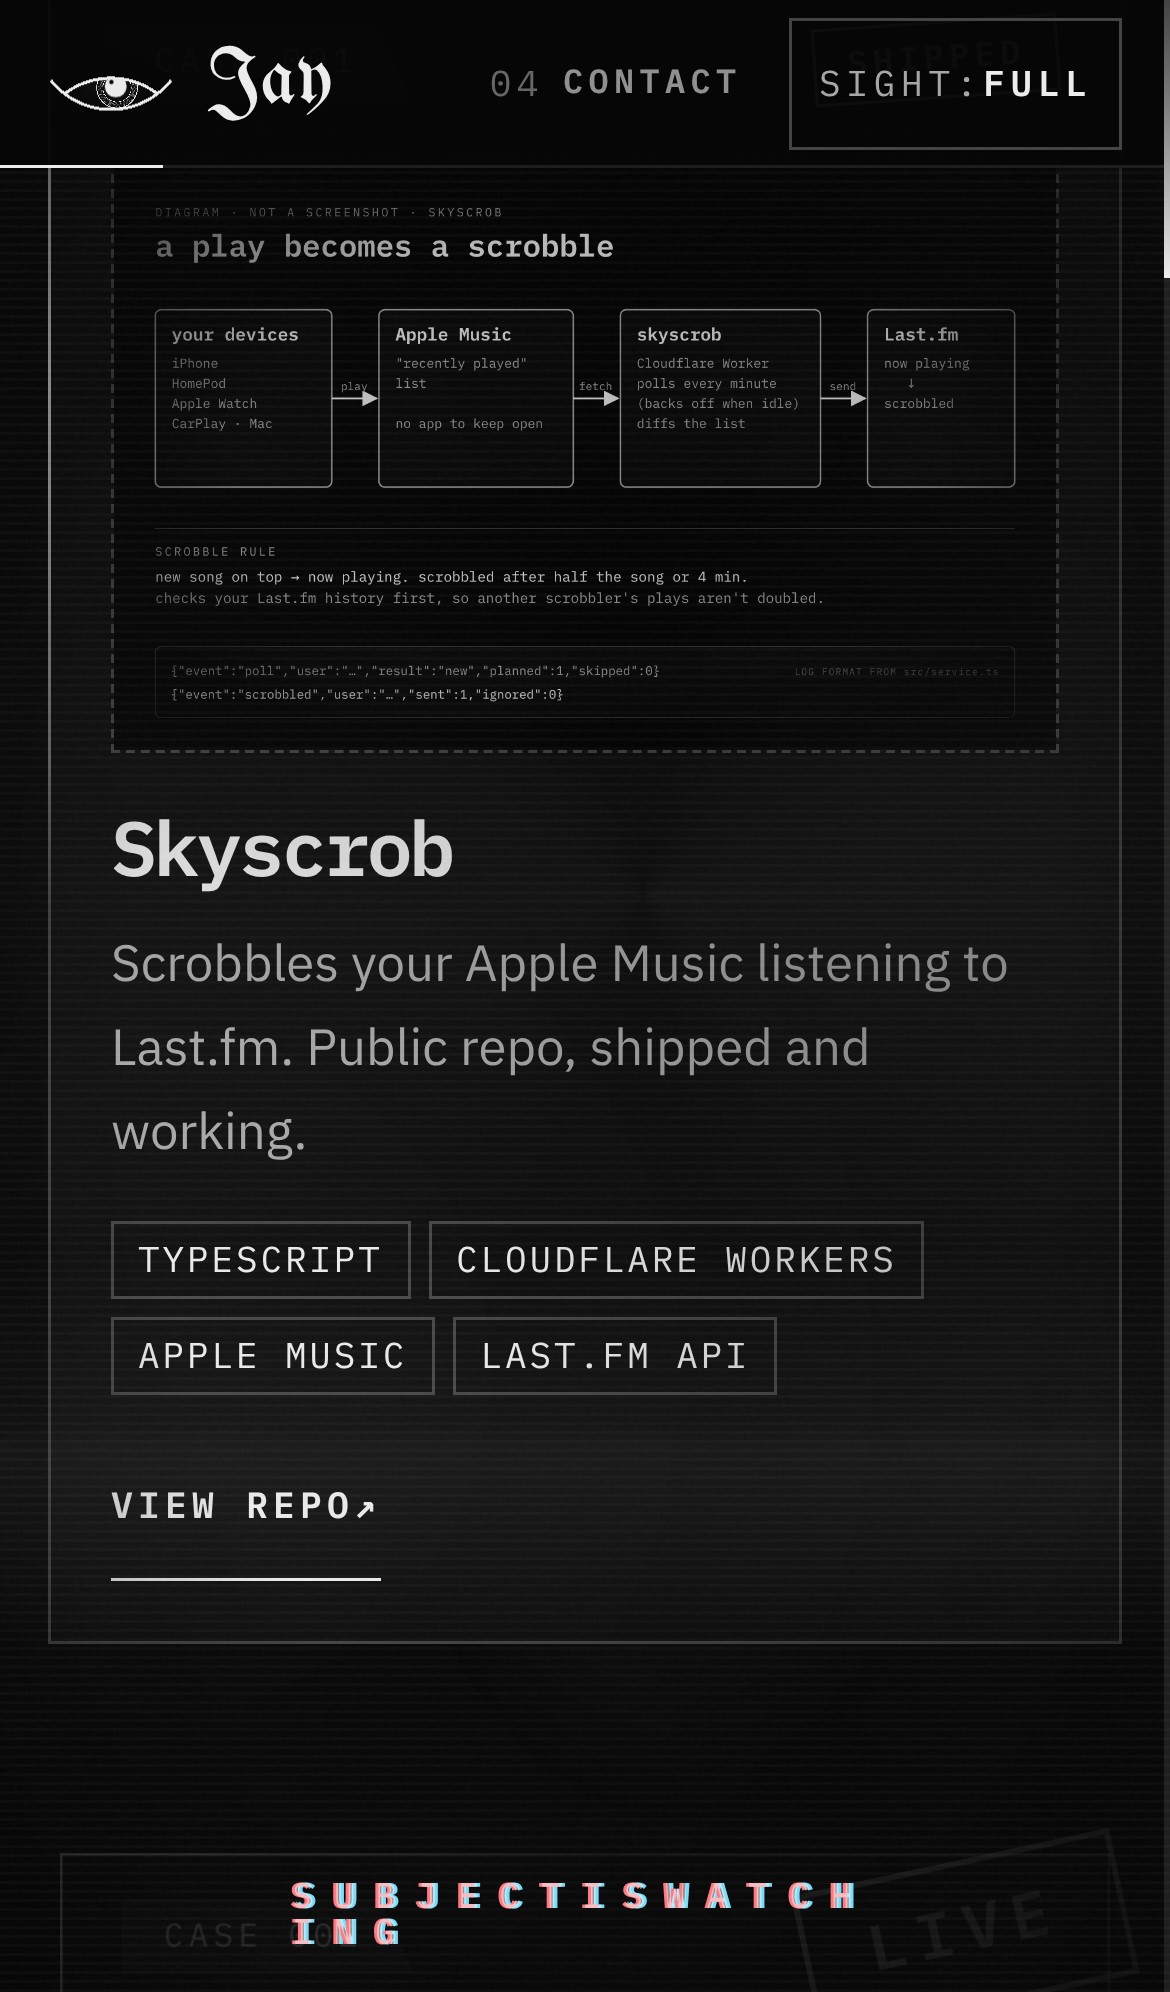 Jay
04 CONTACT
SHIPPED
SIGHT:FULL
DIAGRAM · NOT A SCREENSHOT · SKYSCROB
a play becomes a scrobble
your devices
iPhone
HomePod
Apple Watch
CarPlay · Mac
play
Apple Music
"recently played"
list
no app to keep open
fetch
skyscrob
Cloudflare Worker
polls every minute
(backs off when idle)
diffs the list
send
Last.fm
now playing
↓
scrobbled
SCROBBLE RULE
new song on top → now playing. scrobbled after half the song or 4 min.
checks your Last.fm history first, so another scrobbler's plays aren't doubled.
{"event":"poll","user":"…","result":"new","planned":1,"skipped":0}
LOG FORMAT FROM src/service.ts
{"event":"scrobbled","user":"…","sent":1,"ignored":0}
Skyscrob
Scrobbles your Apple Music listening to
Last.fm. Public repo, shipped and
working.
TYPESCRIPT
CLOUDFLARE WORKERS
APPLE MUSIC
LAST.FM API
VIEW REPO↗
SUBJECTISWATCH
ING
CASE
LIVE